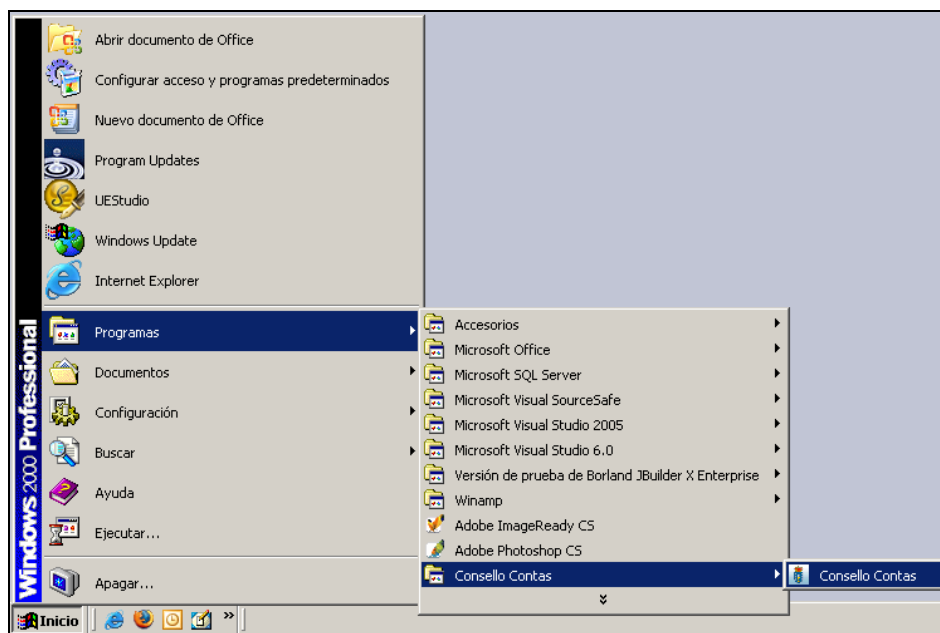 Abrir documento de Office
Configurar acceso y programas predeterminados
Nuevo documento de Office
Program Updates
UEStudio
Windows Update
Internet Explorer
Programas
Documentos
Configuración
Buscar
Ayuda
Ejecutar...
Apagar...
Windows 2000 Professional
Accesorios
Microsoft Office
Microsoft SQL Server
Microsoft Visual SourceSafe
Microsoft Visual Studio 2005
Microsoft Visual Studio 6.0
Versión de prueba de Borland JBuilder X Enterprise
Winamp
Adobe ImageReady CS
Adobe Photoshop CS
Consello Contas
Consello Contas
Inicio